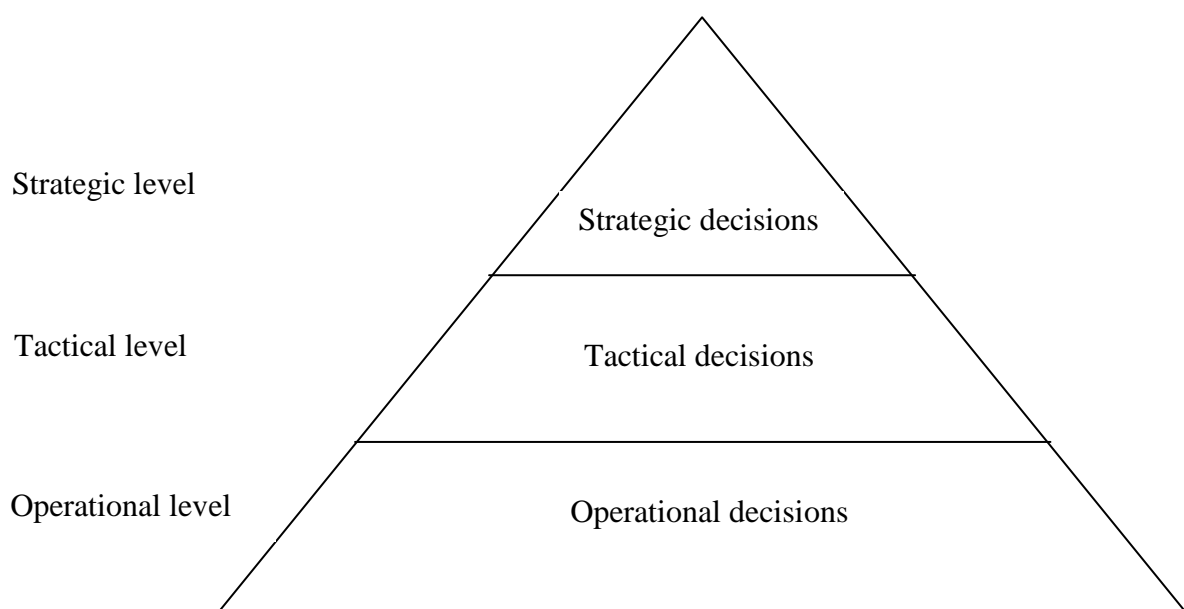 Strategic level
Strategic decisions
Tactical level
Tactical decisions
Operational level
Operational decisions